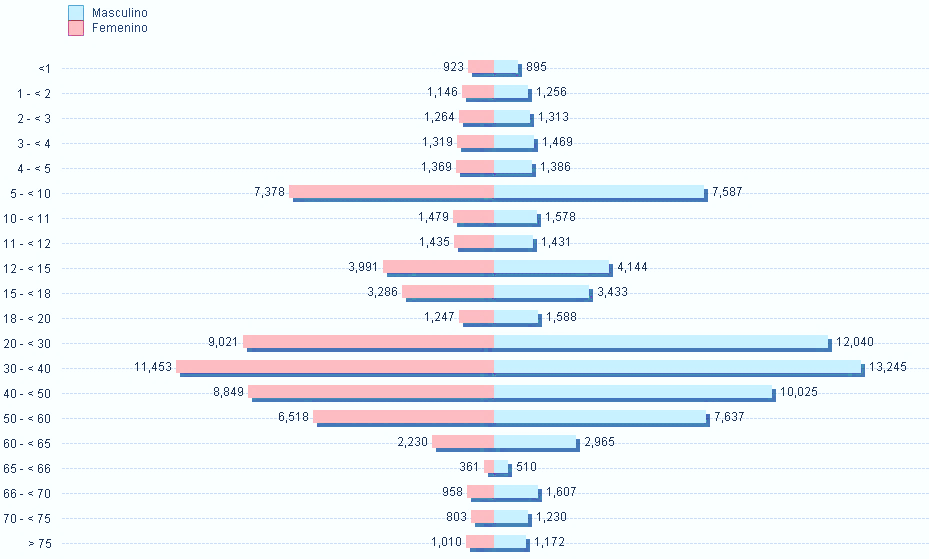 Masculino
Femenino
<1 923 895
1 - < 2 1,146 1,256
2 - < 3 1,264 1,313
3 - < 4 1,319 1,469
4 - < 5 1,369 1,386
5 - < 10 7,378 7,587
10 - < 11 1,479 1,578
11 - < 12 1,435 1,431
12 - < 15 3,991 4,144
15 - < 18 3,286 3,433
18 - < 20 1,247 1,588
20 - < 30 9,021 12,040
30 - < 40 11,453 13,245
40 - < 50 8,849 10,025
50 - < 60 6,518 7,637
60 - < 65 2,230 2,965
65 - < 66 361 510
66 - < 70 958 1,607
70 - < 75 803 1,230
> 75 1,010 1,172